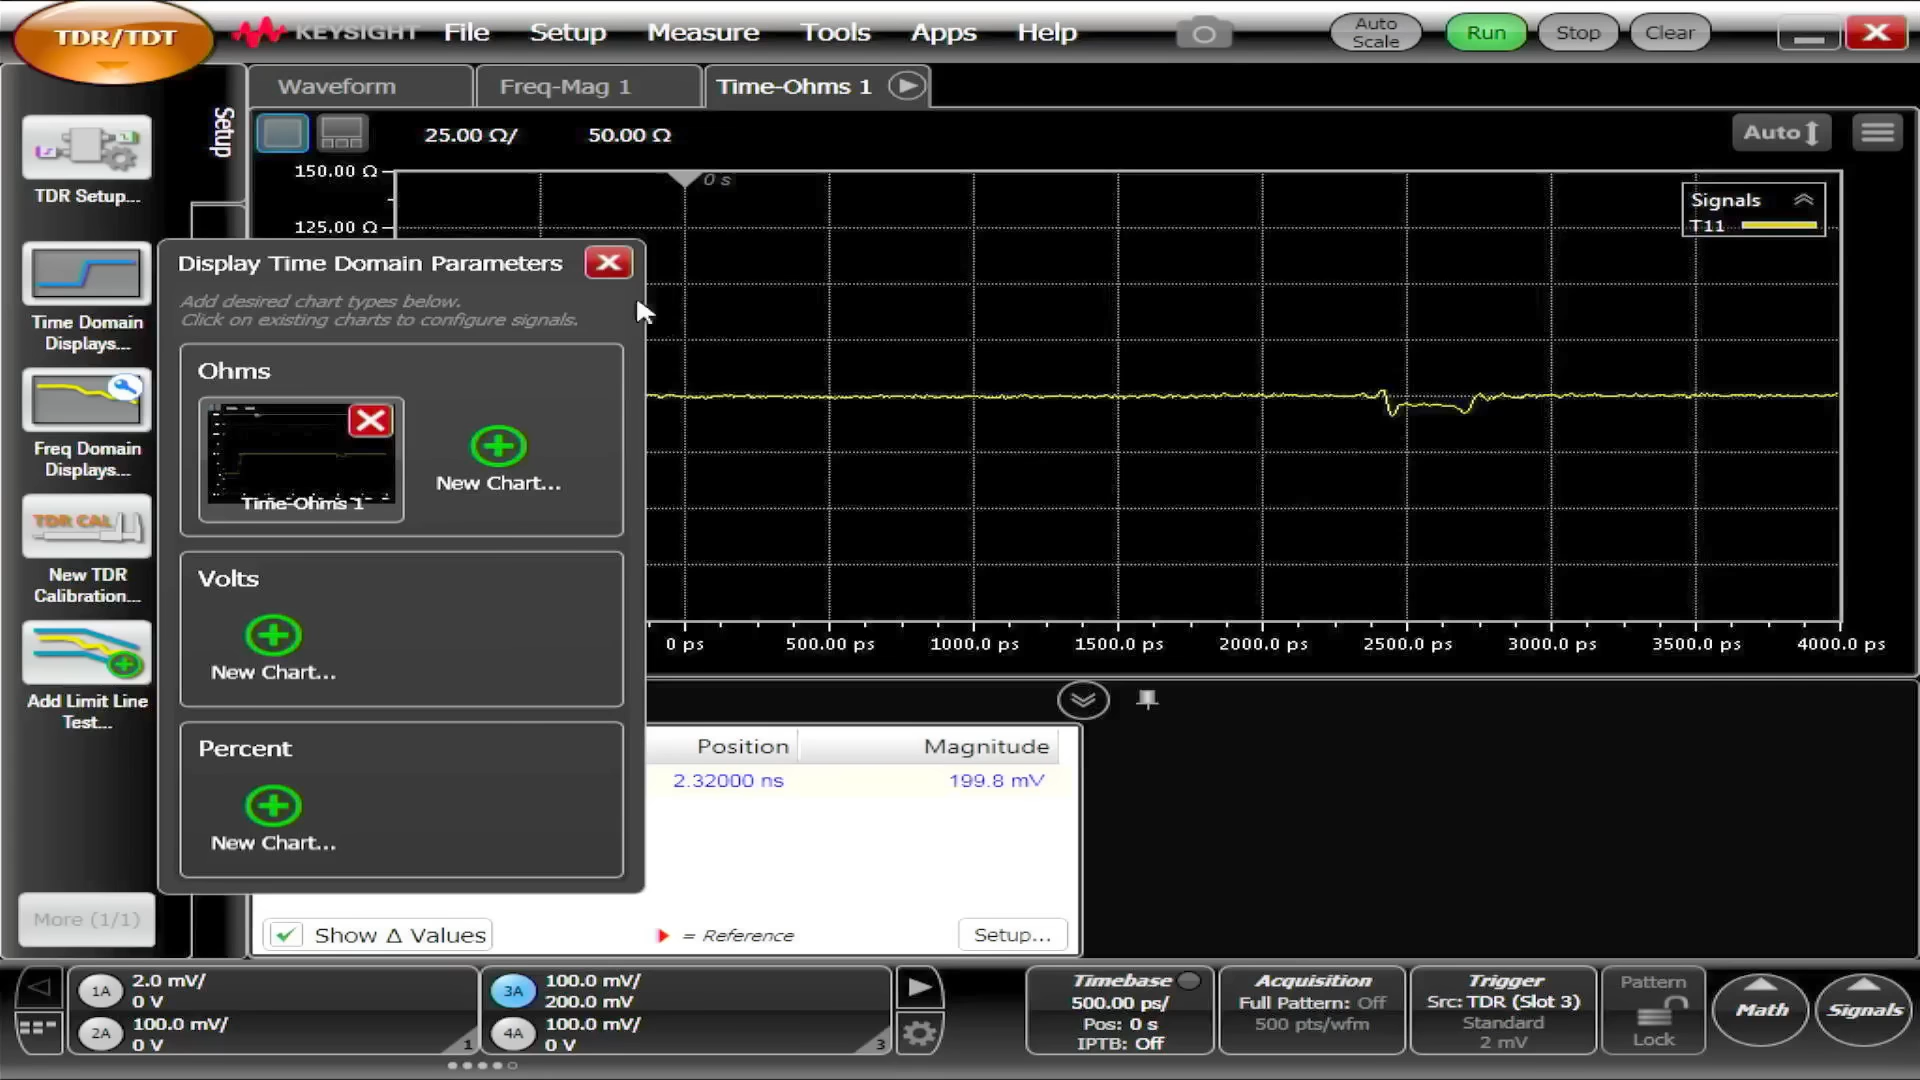 TDR/TDT
KEYSIGHT
File
Setup
Measure
Tools
Apps
Help
Auto
Scale
Run
Stop
Clear
Setup
Waveform
Freq-Mag 1
Time-Ohms 1
TDR Setup...
Time Domain
Displays...
Freq Domain
Displays...
TDR CAL
New TDR
Calibration...
Add Limit Line
Test...
More (1/1)
25.00 Ω/
50.00 Ω
Auto
150.00 Ω
125.00 Ω
0 s
Signals
T11
Display Time Domain Parameters
Add desired chart types below.
Click on existing charts to configure signals.
Ohms
Time-Ohms 1
New Chart...
Volts
New Chart...
Percent
New Chart...
0 ps
500.00 ps
1000.0 ps
1500.0 ps
2000.0 ps
2500.0 ps
3000.0 ps
3500.0 ps
4000.0 ps
Position
Magnitude
2.32000 ns
199.8 mV
Show Δ Values
= Reference
Setup...
1A
2.0 mV/
0 V
2A
100.0 mV/
0 V
1
3A
100.0 mV/
200.0 mV
4A
100.0 mV/
0 V
3
Timebase
500.00 ps/
Pos: 0 s
IPTB: Off
Acquisition
Full Pattern: Off
500 pts/wfm
Trigger
Src: TDR (Slot 3)
Standard
2 mV
Pattern
Lock
Math
Signals